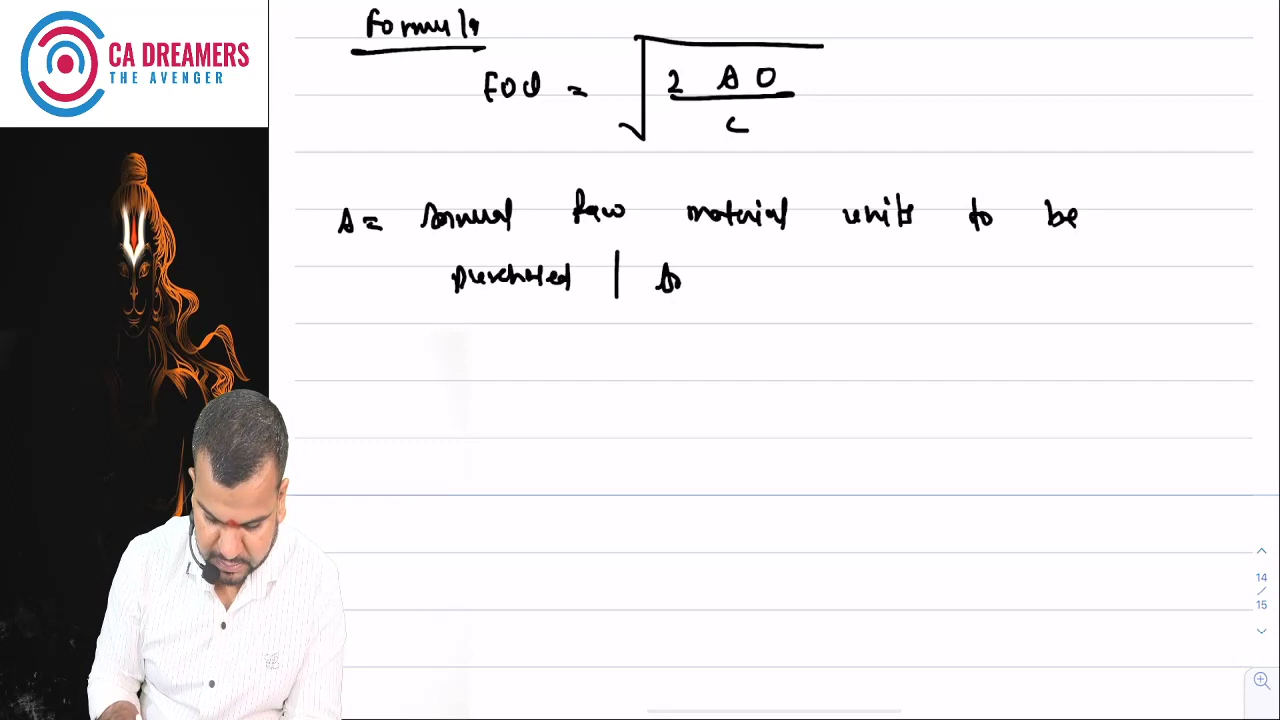 CA DREAMERS
THE AVENGER
Formula
EOQ = √ 2 A O
C
A = Annual Raw material units to be
purchased | A
14
/
15